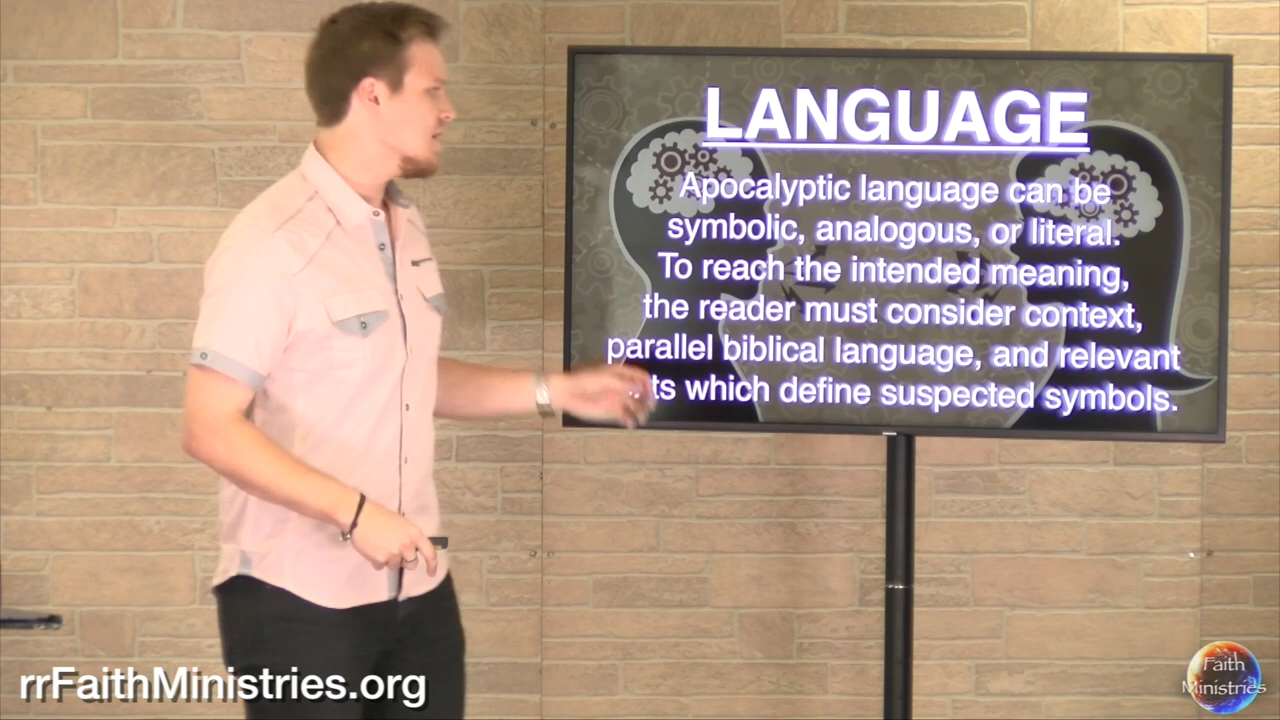 LANGUAGE
Apocalyptic language can be
symbolic, analogous, or literal.
To reach the intended meaning,
the reader must consider context,
parallel biblical language, and relevant
which define suspected symbols.
rrFaithMinistries.org
Faith
Ministries